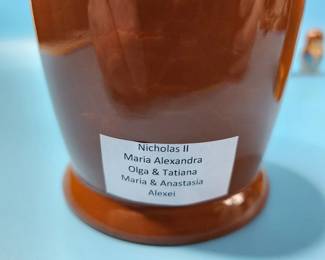 Nicholas II
Maria Alexandra
Olga & Tatiana
Maria & Anastasia
Alexei